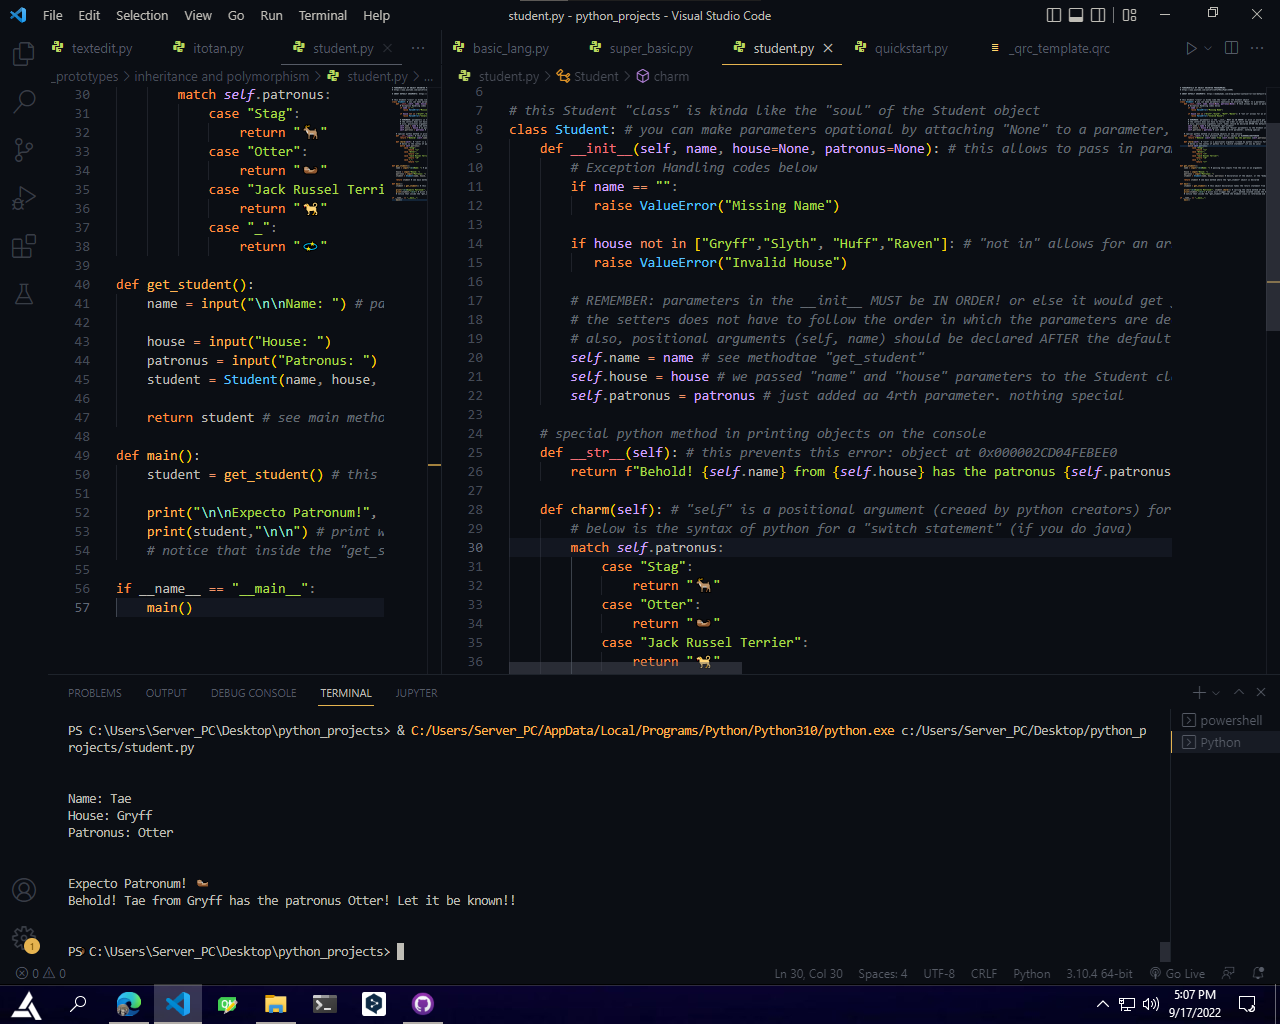 File Edit Selection View Go Run Terminal Help
student.py - python_projects - Visual Studio Code
textedit.py itotan.py student.py
_prototypes > inheritance and polymorphism > student.py > ...
30 match self.patronus:
31 case "Stag":
32 return "🐂"
33 case "Otter":
34 return "🦦"
35 case "Jack Russel Terri
36 return "🐕"
37 case "_":
38 return "💫"
39
40 def get_student():
41 name = input("\n\nName: ") # pa
42
43 house = input("House: ")
44 patronus = input("Patronus: ")
45 student = Student(name, house,
46
47 return student # see main metho
48
49 def main():
50 student = get_student() # this
51
52 print("\n\nExpecto Patronum!",
53 print(student,"\n\n") # print w
54 # notice that inside the "get_s
55
56 if __name__ == "__main__":
57 main()
basic_lang.py super_basic.py student.py quickstart.py _qrc_template.qrc
student.py > Student > charm
6
7 # this Student "class" is kinda like the "soul" of the Student object
8 class Student: # you can make parameters opational by attaching "None" to a parameter,
9 def __init__(self, name, house=None, patronus=None): # this allows to pass in para
10 # Exception Handling codes below
11 if name == "":
12 raise ValueError("Missing Name")
13
14 if house not in ["Gryff","Slyth", "Huff","Raven"]: # "not in" allows for an ar
15 raise ValueError("Invalid House")
16
17 # REMEMBER: parameters in the __init__ MUST be IN ORDER! or else it would get
18 # the setters does not have to follow the order in which the parameters are de
19 # also, positional arguments (self, name) should be declared AFTER the default
20 self.name = name # see methodtae "get_student"
21 self.house = house # we passed "name" and "house" parameters to the Student cl
22 self.patronus = patronus # just added aa 4rth parameter. nothing special
23
24 # special python method in printing objects on the console
25 def __str__(self): # this prevents this error: object at 0x000002CD04FEBEE0
26 return f"Behold! {self.name} from {self.house} has the patronus {self.patronus
27
28 def charm(self): # "self" is a positional argument (creaed by python creators) for
29 # below is the syntax of python for a "switch statement" (if you do java)
30 match self.patronus:
31 case "Stag":
32 return "🐂"
33 case "Otter":
34 return "🦦"
35 case "Jack Russel Terrier":
36 return "🐕"
PROBLEMS OUTPUT DEBUG CONSOLE TERMINAL JUPYTER
powershell
Python
PS C:\Users\Server_PC\Desktop\python_projects> & C:/Users/Server_PC/AppData/Local/Programs/Python/Python310/python.exe c:/Users/Server_PC/Desktop/python_p
rojects/student.py
Name: Tae
House: Gryff
Patronus: Otter
Expecto Patronum! 🦦
Behold! Tae from Gryff has the patronus Otter! Let it be known!!
PS C:\Users\Server_PC\Desktop\python_projects>
1
0 0 Ln 30, Col 30 Spaces: 4 UTF-8 CRLF Python 3.10.4 64-bit Go Live
5:07 PM
9/17/2022